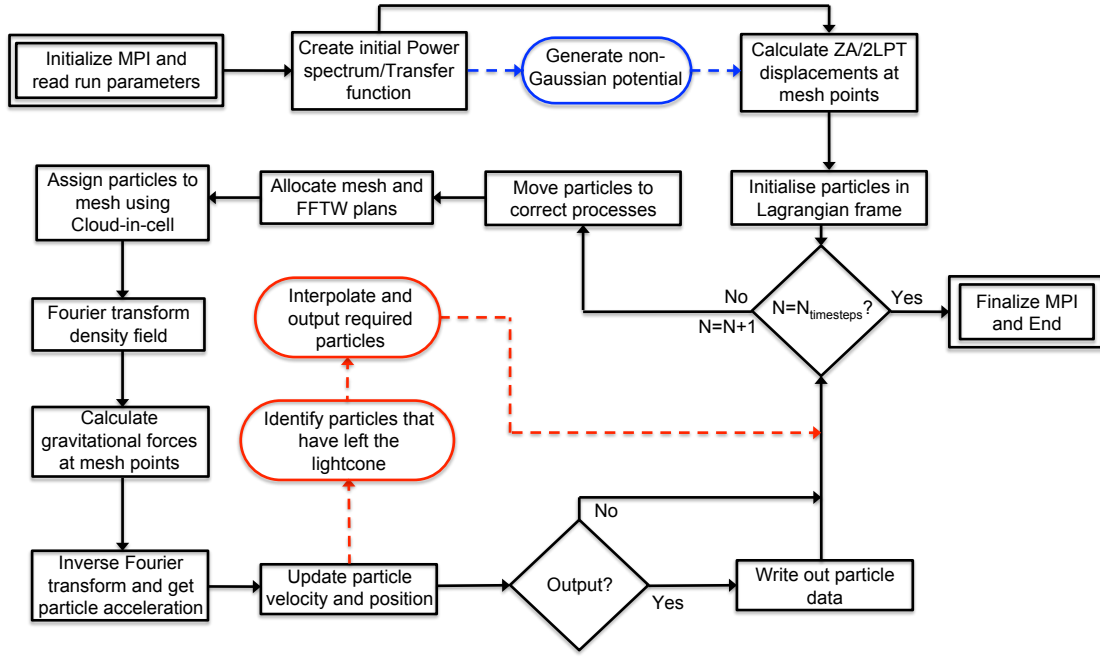 Initialize MPI and
read run parameters
Create initial Power
spectrum/Transfer
function
Generate non-
Gaussian potential
Calculate ZA/2LPT
displacements at
mesh points
Assign particles to
mesh using
Cloud-in-cell
Allocate mesh and
FFTW plans
Move particles to
correct processes
Initialise particles in
Lagrangian frame
Fourier transform
density field
Interpolate and
output required
particles
No
N=N+1
N=Ntimesteps?
Yes
Finalize MPI
and End
Calculate
gravitational forces
at mesh points
Identify particles that
have left the
lightcone
Inverse Fourier
transform and get
particle acceleration
Update particle
velocity and position
No
Output?
Yes
Write out particle
data